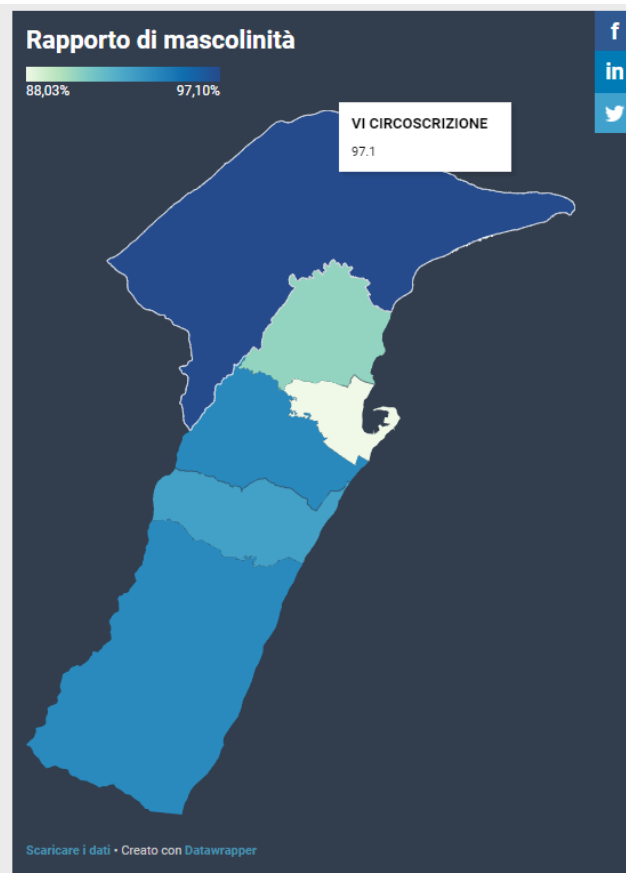 Rapporto di mascolinità
88,03% 97,10%
f
in
VI CIRCOSCRIZIONE
97.1
Scaricare i dati • Creato con Datawrapper